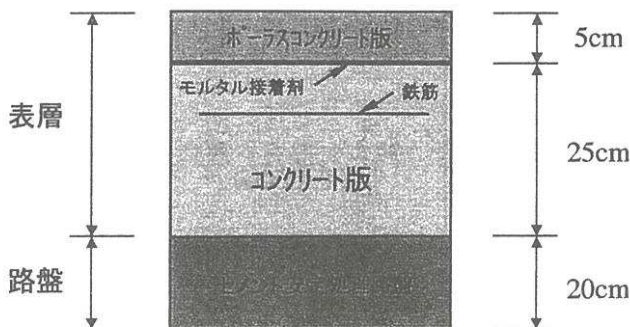 ポーラスコンクリート版
5cm
モルタル接着剤
鉄筋
表層
25cm
コンクリート版
路盤
20cm